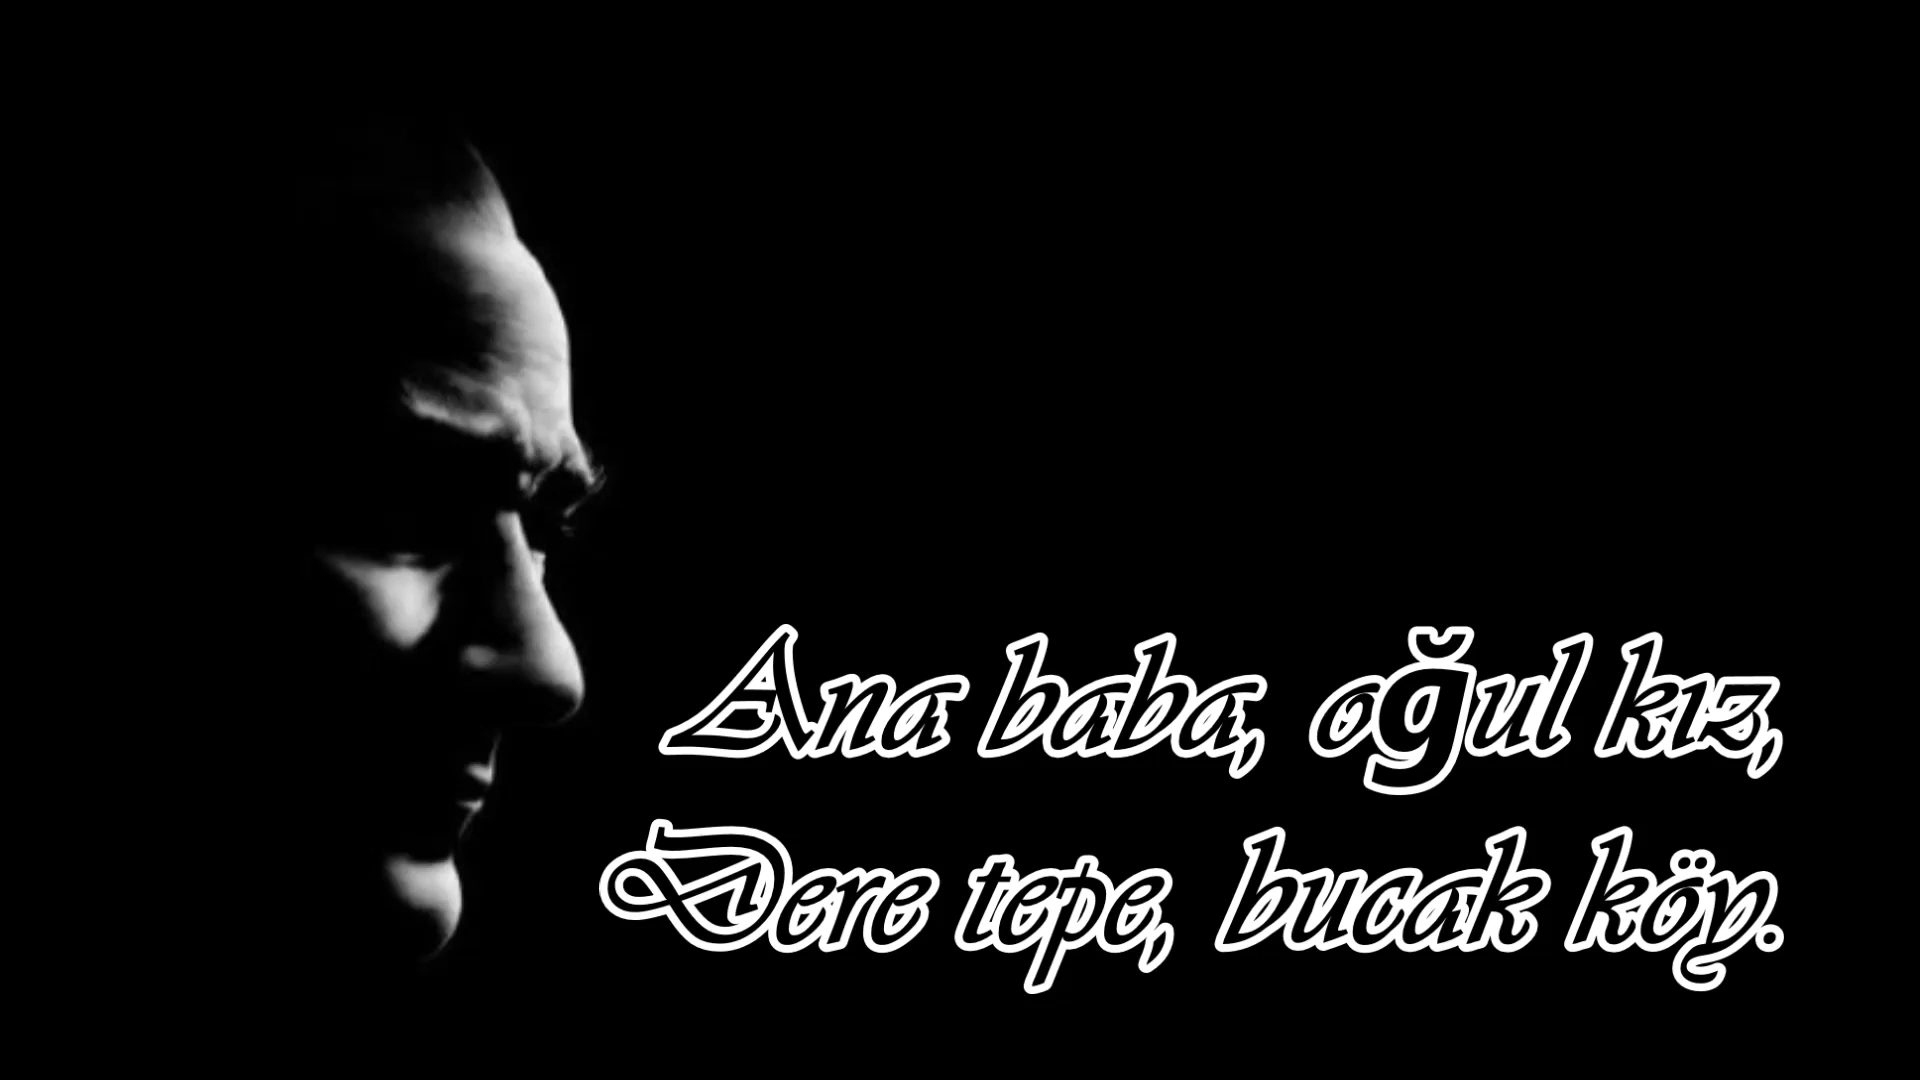 Ana baba, oğul kız,
Dere tepe, bucak köy.